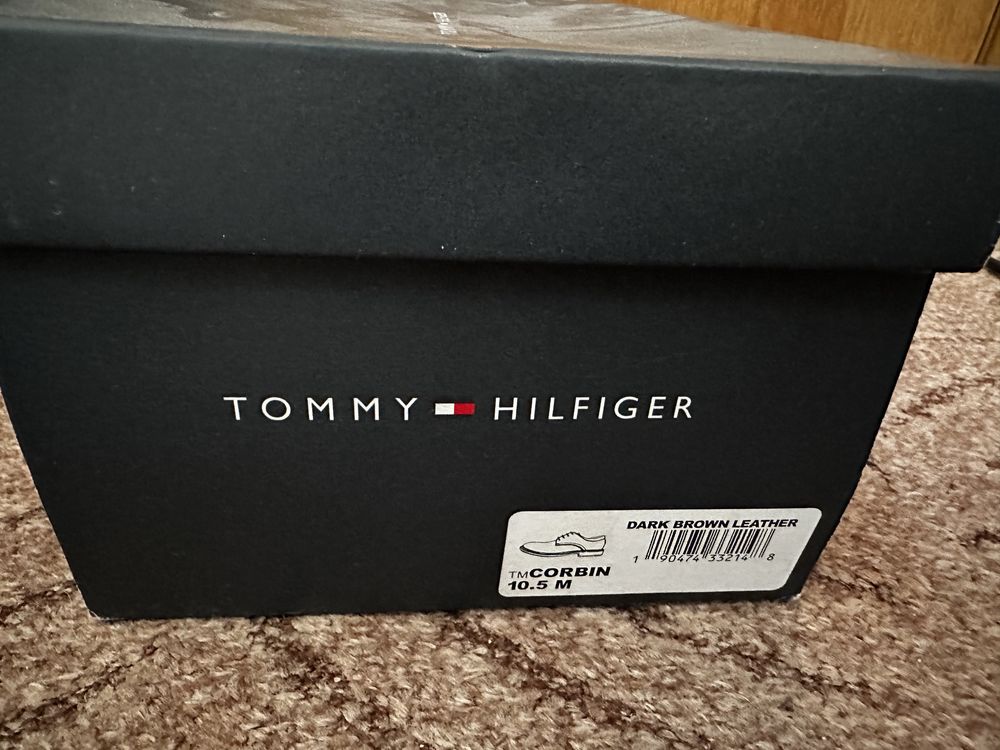 TOMMY HILFIGER
DARK BROWN LEATHER
1 90474 33214 8
TMCORBIN
10.5 M